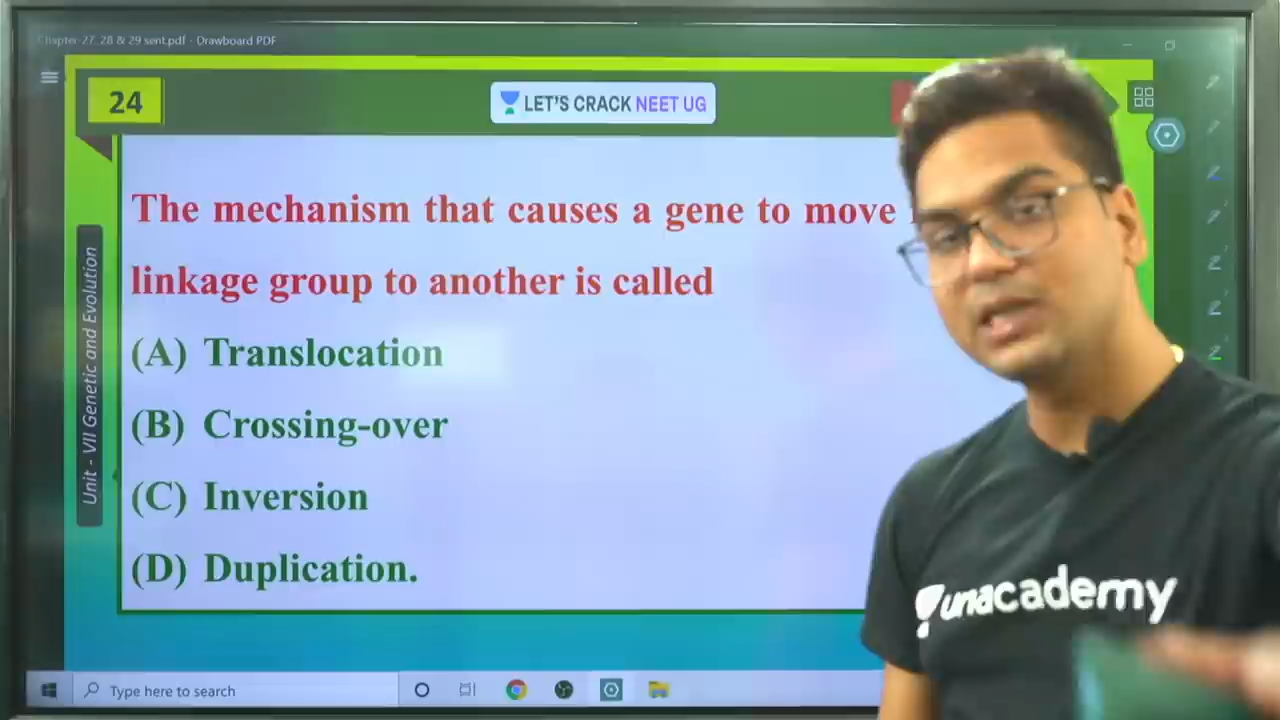 Chapter-27, 28 & 29 sent.pdf - Drawboard PDF
24
LET'S CRACK NEET UG
The mechanism that causes a gene to move
linkage group to another is called
(A) Translocation
(B) Crossing-over
(C) Inversion
(D) Duplication.
Unit - VII Genetic and Evolution
unacademy
Type here to search